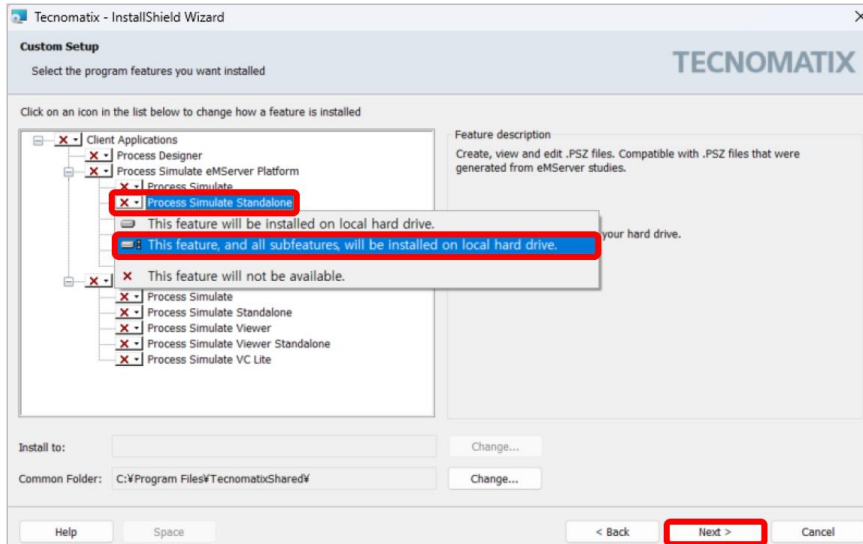 Tecnomatix - InstallShield Wizard
Custom Setup
Select the program features you want installed
TECNOMATIX
Click on an icon in the list below to change how a feature is installed
Client Applications
Process Designer
Process Simulate eMServer Platform
Process Simulate
Process Simulate Standalone
This feature will be installed on local hard drive.
This feature, and all subfeatures, will be installed on local hard drive.
This feature will not be available.
Process Simulate
Process Simulate Standalone
Process Simulate Viewer
Process Simulate Viewer Standalone
Process Simulate VC Lite
Feature description
Create, view and edit .PSZ files. Compatible with .PSZ files that were
generated from eMServer studies.
your hard drive.
Install to:
Change...
Common Folder: C:¥Program Files¥TecnomatixShared¥
Change...
Help
Space
< Back
Next >
Cancel